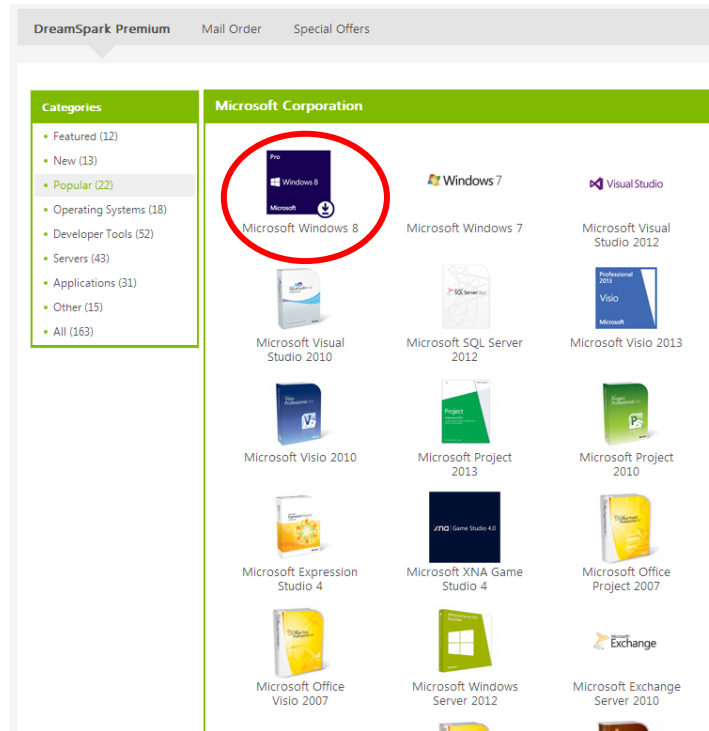 DreamSpark Premium Mail Order Special Offers
Categories
Featured (12)
New (13)
Popular (22)
Operating Systems (18)
Developer Tools (52)
Servers (43)
Applications (31)
Other (15)
All (163)
Microsoft Corporation
Pro
Windows 8
Microsoft
Microsoft Windows 8
Windows 7
Microsoft Windows 7
Visual Studio
Microsoft Visual
Studio 2012
Microsoft Visual
Studio 2010
SQL Server
Microsoft SQL Server
2012
Professional
2013
Visio
Microsoft
Microsoft Visio 2013
Visio
Microsoft Visio 2010
Project
Microsoft Project
2013
Project
Microsoft Project
2010
Microsoft Expression
Studio 4
xna Game Studio 4.0
Microsoft XNA Game
Studio 4
Microsoft Office
Project 2007
Microsoft Office
Visio 2007
Microsoft Windows
Server 2012
Microsoft
Exchange
Microsoft Exchange
Server 2010